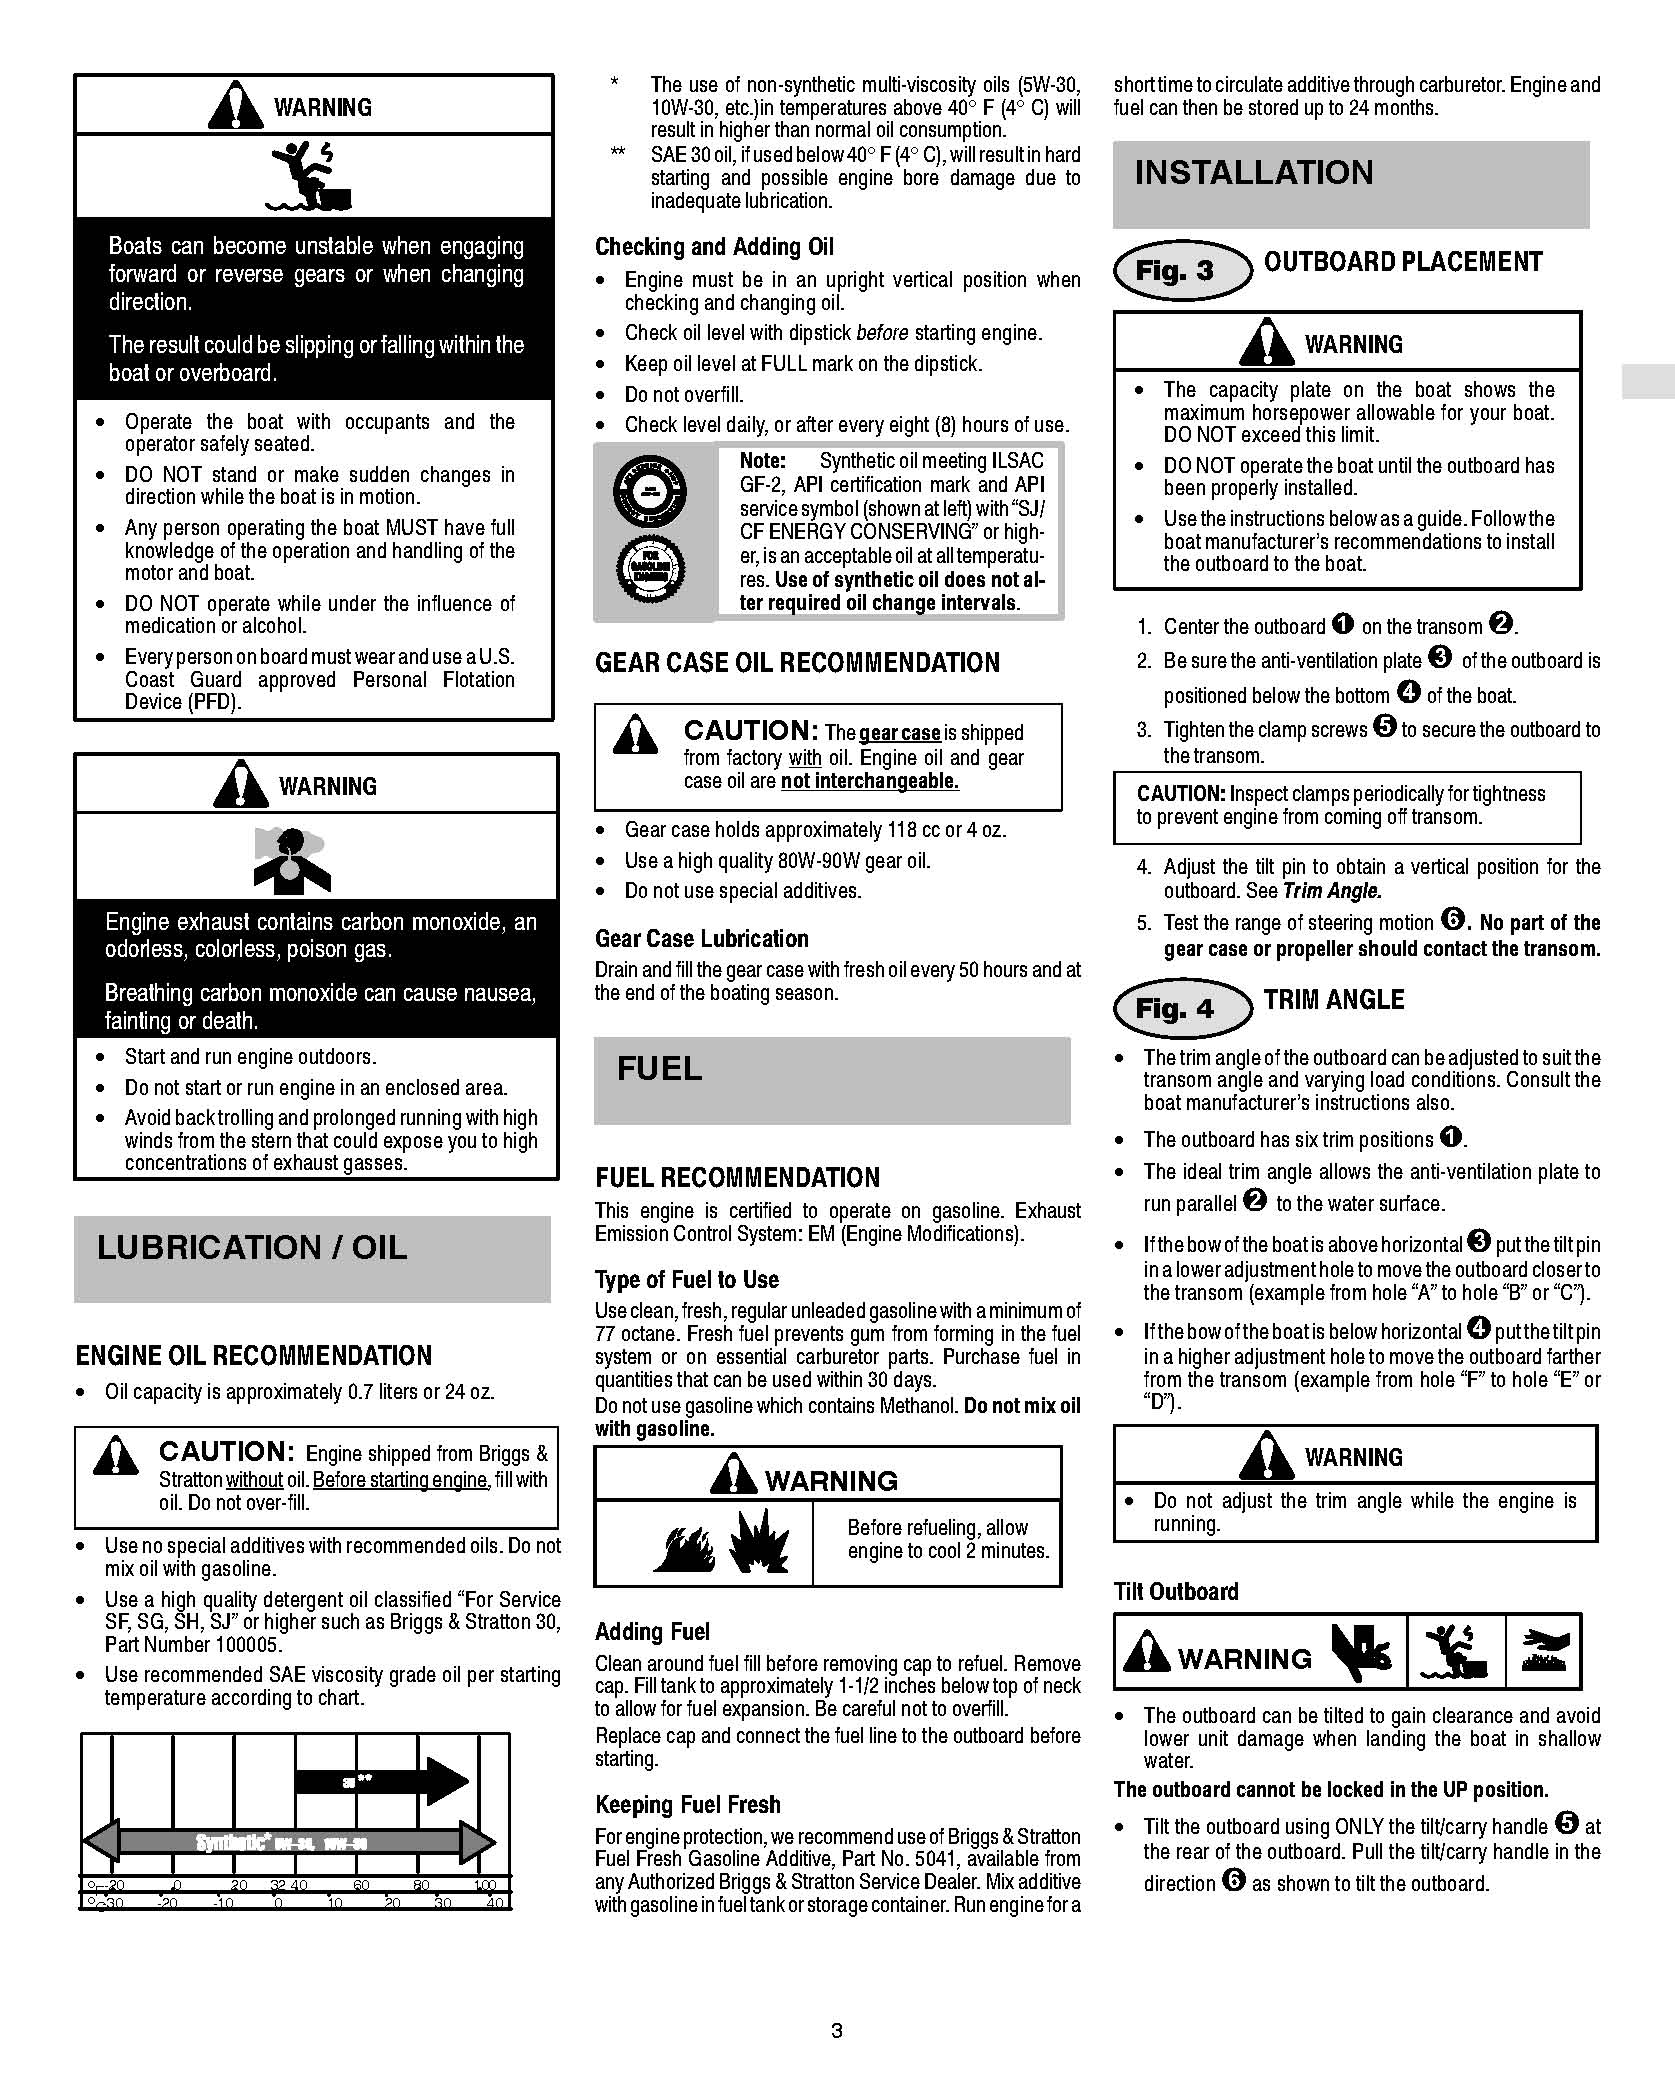 WARNING
Boats can become unstable when engaging
forward or reverse gears or when changing
direction.
The result could be slipping or falling within the
boat or overboard.
• Operate the boat with occupants and the
operator safely seated.
• DO NOT stand or make sudden changes in
direction while the boat is in motion.
• Any person operating the boat MUST have full
knowledge of the operation and handling of the
motor and boat.
• DO NOT operate while under the influence of
medication or alcohol.
• Every person on board must wear and use a U.S.
Coast Guard approved Personal Flotation
Device (PFD).
WARNING
Engine exhaust contains carbon monoxide, an
odorless, colorless, poison gas.
Breathing carbon monoxide can cause nausea,
fainting or death.
• Start and run engine outdoors.
• Do not start or run engine in an enclosed area.
• Avoid back trolling and prolonged running with high
winds from the stern that could expose you to high
concentrations of exhaust gasses.
LUBRICATION / OIL
ENGINE OIL RECOMMENDATION
• Oil capacity is approximately 0.7 liters or 24 oz.
CAUTION: Engine shipped from Briggs &
Stratton without oil. Before starting engine, fill with
oil. Do not over-fill.
• Use no special additives with recommended oils. Do not
mix oil with gasoline.
• Use a high quality detergent oil classified “For Service
SF, SG, SH, SJ” or higher such as Briggs & Stratton 30,
Part Number 100005.
• Use recommended SAE viscosity grade oil per starting
temperature according to chart.
30 **
Synthetic* 5W-30, 10W-30
°F -20 0 20 32 40 60 80 100
°C -30 -20 -10 0 10 20 30 40
* The use of non-synthetic multi-viscosity oils (5W-30,
10W-30, etc.)in temperatures above 40° F (4° C) will
result in higher than normal oil consumption.
** SAE 30 oil, if used below 40° F (4° C), will result in hard
starting and possible engine bore damage due to
inadequate lubrication.
Checking and Adding Oil
• Engine must be in an upright vertical position when
checking and changing oil.
• Check oil level with dipstick before starting engine.
• Keep oil level at FULL mark on the dipstick.
• Do not overfill.
• Check level daily, or after every eight (8) hours of use.
FOR
GASOLINE
ENGINES
Note: Synthetic oil meeting ILSAC
GF-2, API certification mark and API
service symbol (shown at left) with “SJ/
CF ENERGY CONSERVING” or high-
er, is an acceptable oil at all temperatu-
res. Use of synthetic oil does not al-
ter required oil change intervals.
GEAR CASE OIL RECOMMENDATION
CAUTION: The gear case is shipped
from factory with oil. Engine oil and gear
case oil are not interchangeable.
• Gear case holds approximately 118 cc or 4 oz.
• Use a high quality 80W-90W gear oil.
• Do not use special additives.
Gear Case Lubrication
Drain and fill the gear case with fresh oil every 50 hours and at
the end of the boating season.
FUEL
FUEL RECOMMENDATION
This engine is certified to operate on gasoline. Exhaust
Emission Control System: EM (Engine Modifications).
Type of Fuel to Use
Use clean, fresh, regular unleaded gasoline with a minimum of
77 octane. Fresh fuel prevents gum from forming in the fuel
system or on essential carburetor parts. Purchase fuel in
quantities that can be used within 30 days.
Do not use gasoline which contains Methanol. Do not mix oil
with gasoline.
WARNING
Before refueling, allow
engine to cool 2 minutes.
Adding Fuel
Clean around fuel fill before removing cap to refuel. Remove
cap. Fill tank to approximately 1-1/2 inches below top of neck
to allow for fuel expansion. Be careful not to overfill.
Replace cap and connect the fuel line to the outboard before
starting.
Keeping Fuel Fresh
For engine protection, we recommend use of Briggs & Stratton
Fuel Fresh Gasoline Additive, Part No. 5041, available from
any Authorized Briggs & Stratton Service Dealer. Mix additive
with gasoline in fuel tank or storage container. Run engine for a
short time to circulate additive through carburetor. Engine and
fuel can then be stored up to 24 months.
INSTALLATION
Fig. 3 OUTBOARD PLACEMENT
WARNING
• The capacity plate on the boat shows the
maximum horsepower allowable for your boat.
DO NOT exceed this limit.
• DO NOT operate the boat until the outboard has
been properly installed.
• Use the instructions below as a guide. Follow the
boat manufacturer’s recommendations to install
the outboard to the boat.
1. Center the outboard ❶ on the transom ❷.
2. Be sure the anti-ventilation plate ❸ of the outboard is
positioned below the bottom ❹ of the boat.
3. Tighten the clamp screws ❺ to secure the outboard to
the transom.
CAUTION: Inspect clamps periodically for tightness
to prevent engine from coming off transom.
4. Adjust the tilt pin to obtain a vertical position for the
outboard. See Trim Angle.
5. Test the range of steering motion ❻. No part of the
gear case or propeller should contact the transom.
Fig. 4 TRIM ANGLE
• The trim angle of the outboard can be adjusted to suit the
transom angle and varying load conditions. Consult the
boat manufacturer’s instructions also.
• The outboard has six trim positions ❶.
• The ideal trim angle allows the anti-ventilation plate to
run parallel ❷ to the water surface.
• If the bow of the boat is above horizontal ❸ put the tilt pin
in a lower adjustment hole to move the outboard closer to
the transom (example from hole “A” to hole “B” or “C”).
• If the bow of the boat is below horizontal ❹ put the tilt pin
in a higher adjustment hole to move the outboard farther
from the transom (example from hole “F” to hole “E” or
“D”).
WARNING
• Do not adjust the trim angle while the engine is
running.
Tilt Outboard
WARNING
• The outboard can be tilted to gain clearance and avoid
lower unit damage when landing the boat in shallow
water.
The outboard cannot be locked in the UP position.
• Tilt the outboard using ONLY the tilt/carry handle ❺ at
the rear of the outboard. Pull the tilt/carry handle in the
direction ❻ as shown to tilt the outboard.
3